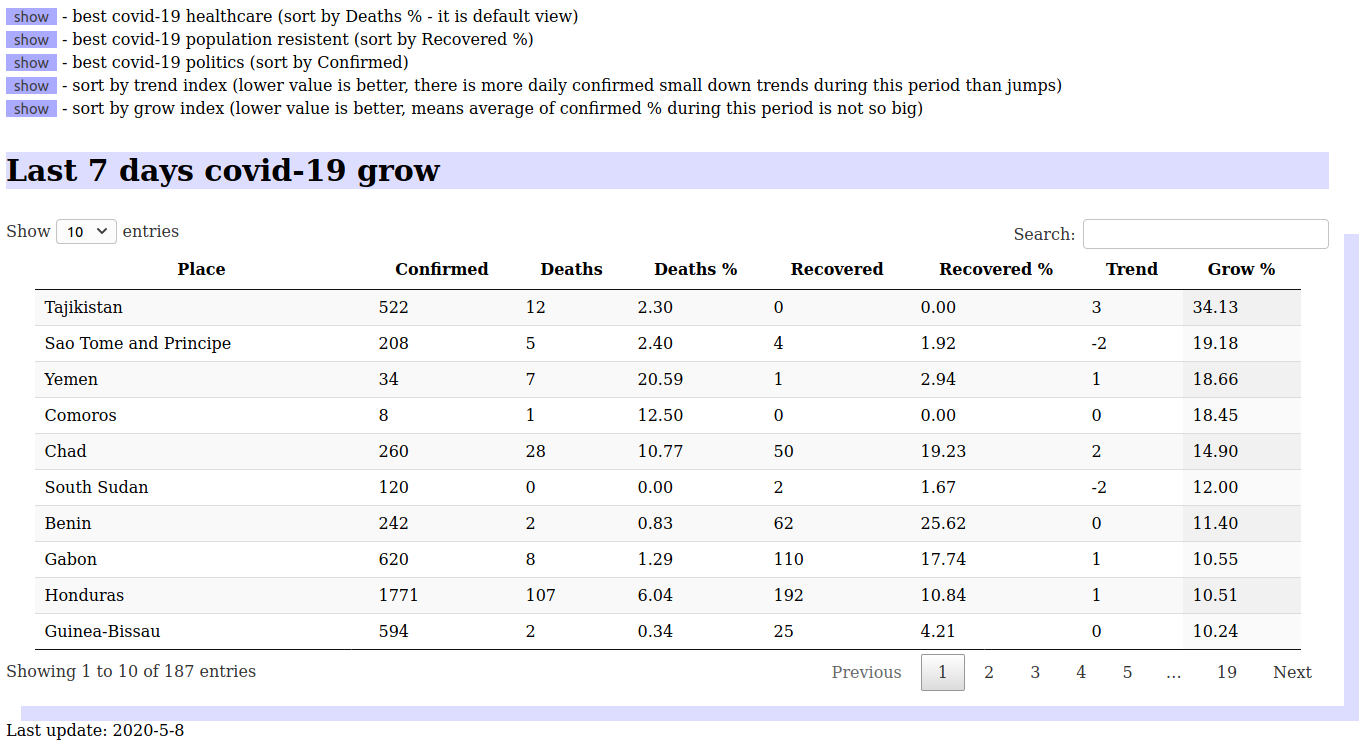 show - best covid-19 healthcare (sort by Deaths % - it is default view)
show - best covid-19 population resistent (sort by Recovered %)
show - best covid-19 politics (sort by Confirmed)
show - sort by trend index (lower value is better, there is more daily confirmed small down trends during this period than jumps)
show - sort by grow index (lower value is better, means average of confirmed % during this period is not so big)
Last 7 days covid-19 grow
Show 10 entries Search:
Place Confirmed Deaths Deaths % Recovered Recovered % Trend Grow %
Tajikistan 522 12 2.30 0 0.00 3 34.13
Sao Tome and Principe 208 5 2.40 4 1.92 -2 19.18
Yemen 34 7 20.59 1 2.94 1 18.66
Comoros 8 1 12.50 0 0.00 0 18.45
Chad 260 28 10.77 50 19.23 2 14.90
South Sudan 120 0 0.00 2 1.67 -2 12.00
Benin 242 2 0.83 62 25.62 0 11.40
Gabon 620 8 1.29 110 17.74 1 10.55
Honduras 1771 107 6.04 192 10.84 1 10.51
Guinea-Bissau 594 2 0.34 25 4.21 0 10.24
Showing 1 to 10 of 187 entries Previous 1 2 3 4 5 … 19 Next
Last update: 2020-5-8